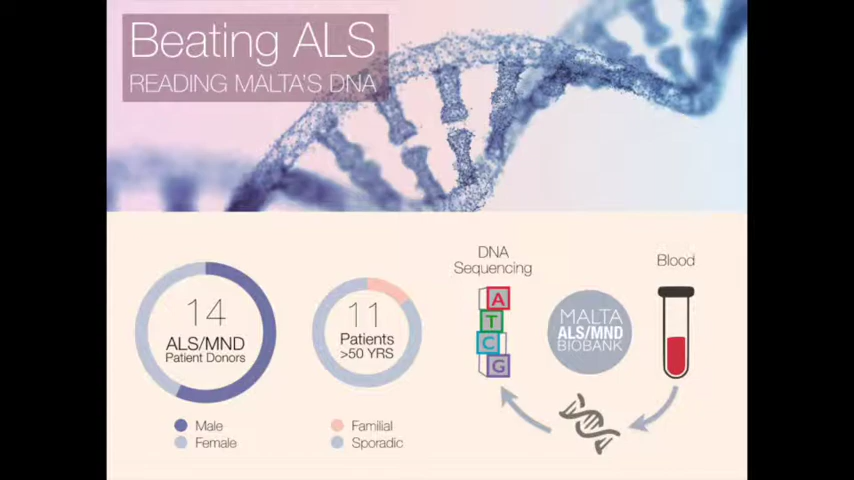 Beating ALS
READING MALTA'S DNA
14
ALS/MND
Patient Donors
Male
Female
11
Patients
>50 YRS
Familial
Sporadic
DNA
Sequencing
A
T
C
G
MALTA
ALS/MND
BIOBANK
Blood